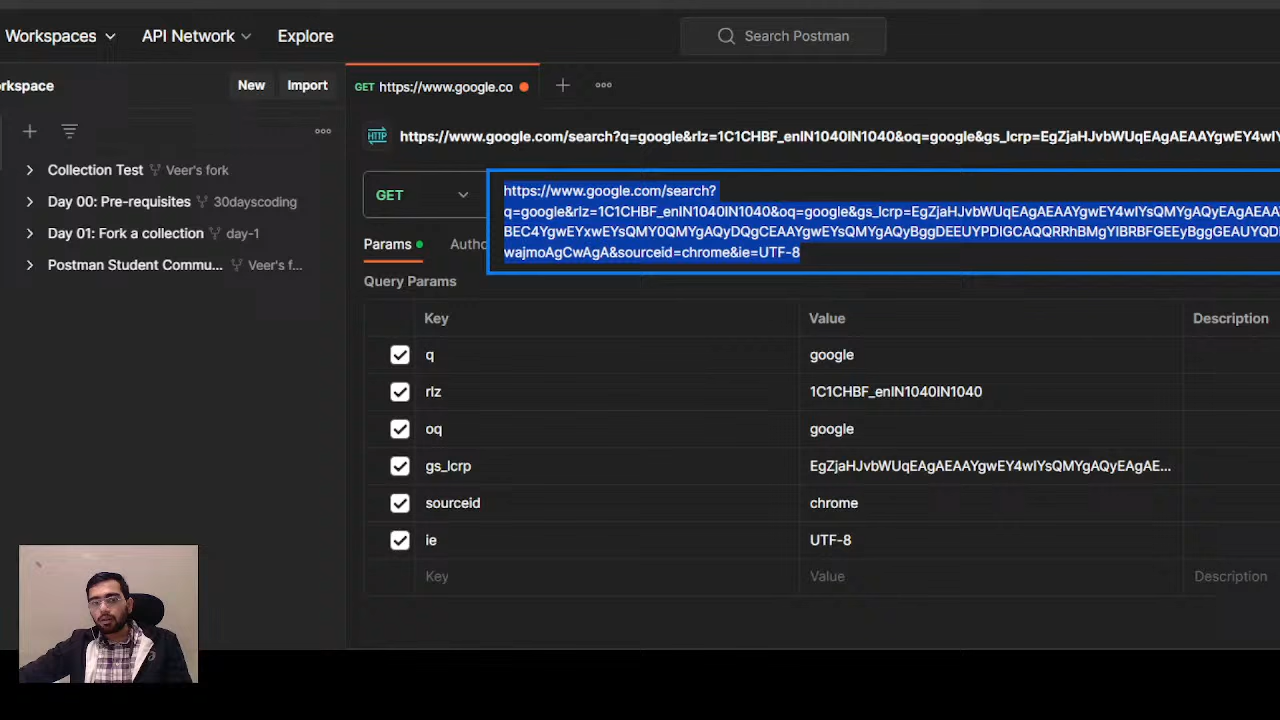 Workspaces API Network Explore Search Postman
rkspace New Import GET https://www.google.co
https://www.google.com/search?q=google&rlz=1C1CHBF_enIN1040IN1040&oq=google&gs_lcrp=EgZjaHJvbWUqEAgAEAAYgwEY4wIYsQMYgAQyEAgAEAAYgwEY4wI
Collection Test Veer's fork
Day 00: Pre-requisites 30dayscoding
Day 01: Fork a collection day-1
Postman Student Commu... Veer's f...
HTTP
GET
https://www.google.com/search?
q=google&rlz=1C1CHBF_enIN1040IN1040&oq=google&gs_lcrp=EgZjaHJvbWUqEAgAEAAYgwEY4wIYsQMYgAQyEAgAEAA
BEC4YgwEYxwEYsQMY0QMYgAQyDQgCEAAYgwEYsQMYgAQyBggDEEUYPDIGCAQQRRhBMgYIBRBFGEEyBggGEAUYQD
wajmoAgCwAgA&sourceid=chrome&ie=UTF-8
Params Autho
Query Params
Key Value Description
q google
rlz 1C1CHBF_enIN1040IN1040
oq google
gs_lcrp EgZjaHJvbWUqEAgAEAAYgwEY4wIYsQMYgAQyEAgAE...
sourceid chrome
ie UTF-8
Key Value Description